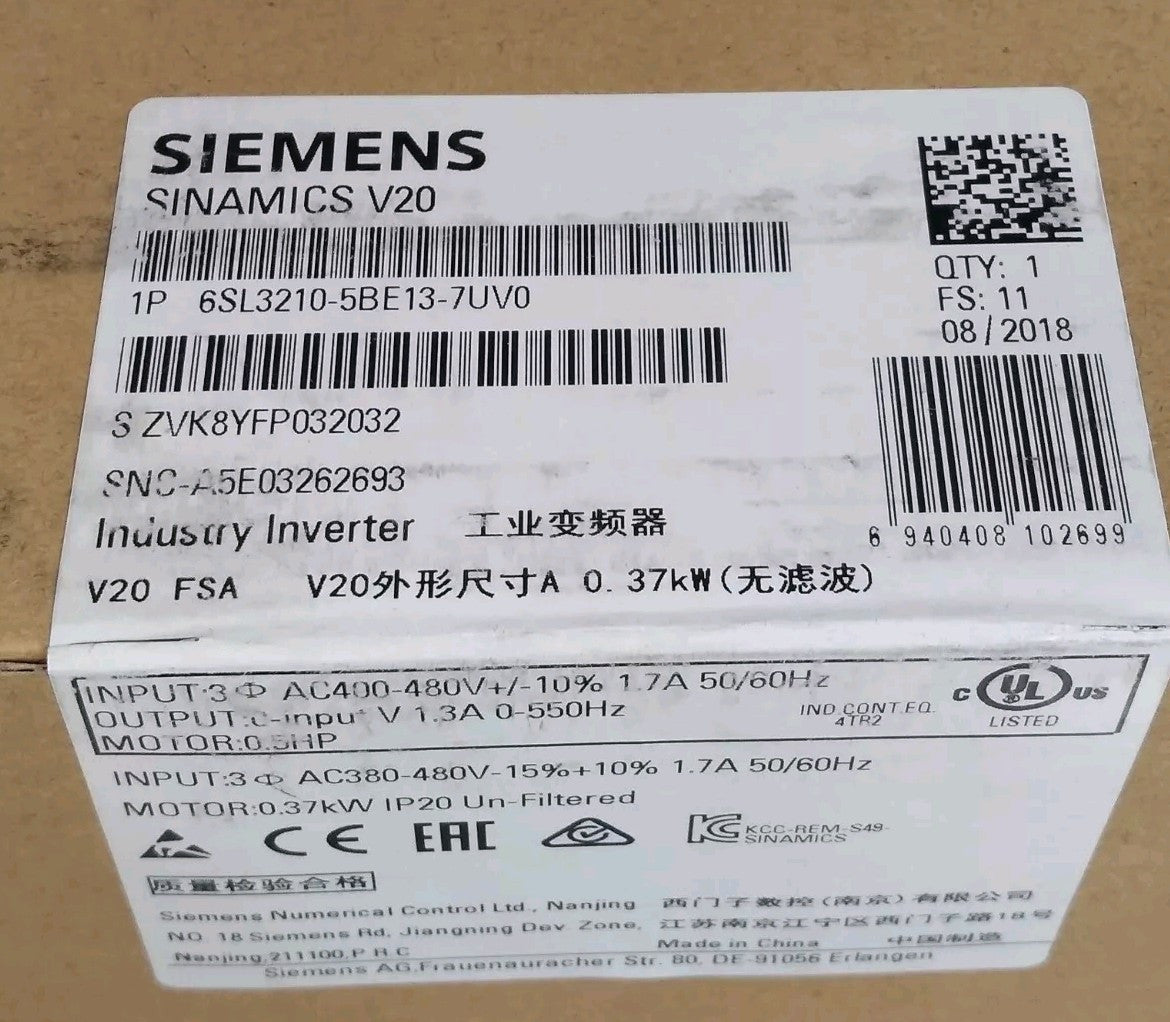 SIEMENS
SINAMICS V20
1P 6SL3210-5BE13-7UV0
S ZVK8YFP032032
SNC-A5E03262693
Industry Inverter 工业变频器
V20 FSA V20外形尺寸A 0.37kW(无滤波)
QTY: 1
FS: 11
08/2018
6 940408 102699
INPUT:3Φ AC400-480V+/-10% 1.7A 50/60Hz
OUTPUT:0-input V 1.3A 0-550Hz
MOTOR:0.5HP
IND.CONT.EQ.
4TR2
C UL US
LISTED
INPUT:3Φ AC380-480V-15%+10% 1.7A 50/60Hz
MOTOR:0.37kW IP20 Un-Filtered
CE EAC KC KCC-REM-S49-
SINAMICS
质量检验合格
Siemens Numerical Control Ltd., Nanjing 西门子数控(南京)有限公司
NO. 18 Siemens Rd, Jiangning Dev. Zone, 江苏南京江宁区西门子路18号
Nanjing,211100,P R C Made in China 中国制造
Siemens AG,Frauenauracher Str. 80, DE-91056 Erlangen